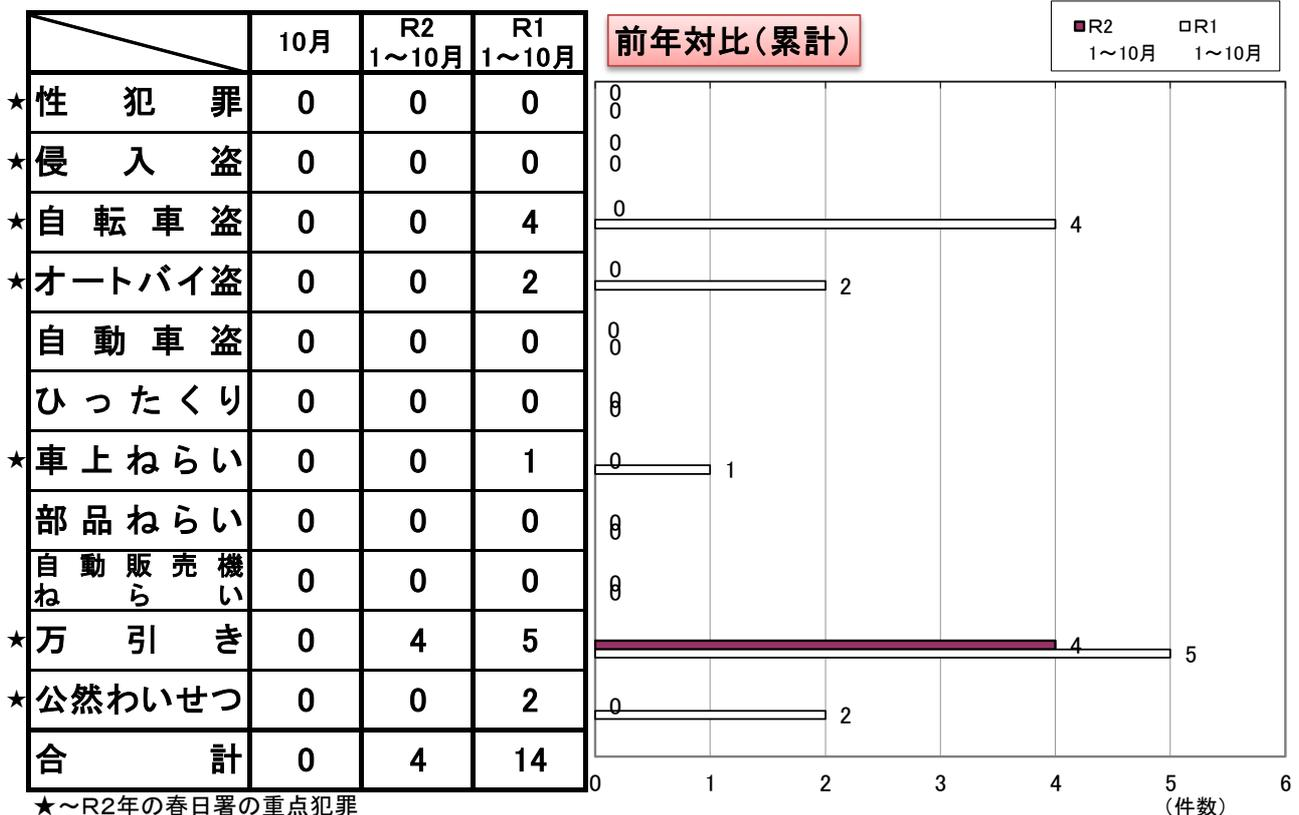 10月 R2 1～10月 R1 1～10月
★ 性犯罪 0 0 0
★ 侵入盗 0 0 0
★ 自転車盗 0 0 4
★ オートバイ盗 0 0 2
自動車盗 0 0 0
ひったくり 0 0 0
★ 車上ねらい 0 0 1
部品ねらい 0 0 0
自動販売機
ねらい 0 0 0
★ 万引き 0 4 5
★ 公然わいせつ 0 0 2
合計 0 4 14
★～R2年の春日署の重点犯罪
前年対比（累計）
R2 R1
1～10月 1～10月
0
0
0
0
0
4
0
2
0
0
0
0
0
1
0
0
0
0
4
5
0
2
0 1 2 3 4 5 6
（件数）